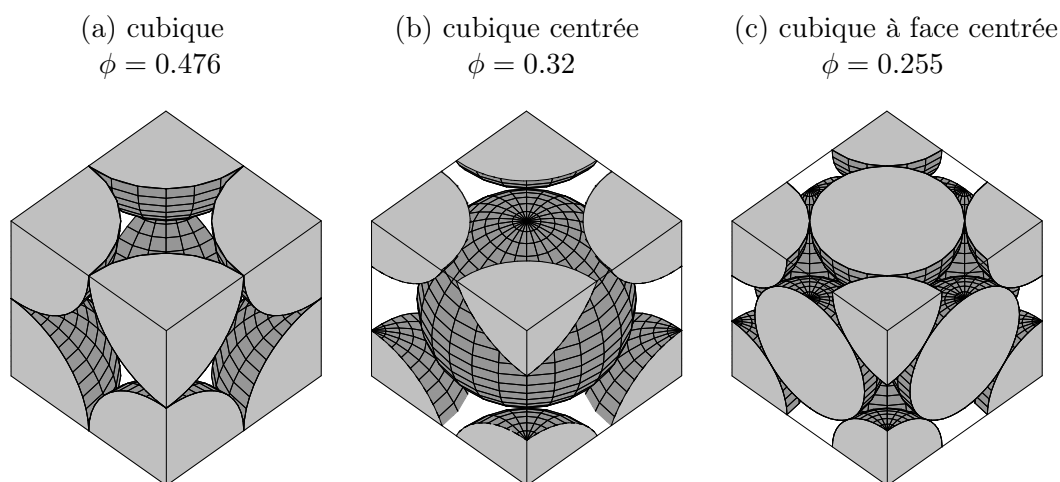 (a) cubique
ϕ = 0.476
(b) cubique centrée
ϕ = 0.32
(c) cubique à face centrée
ϕ = 0.255